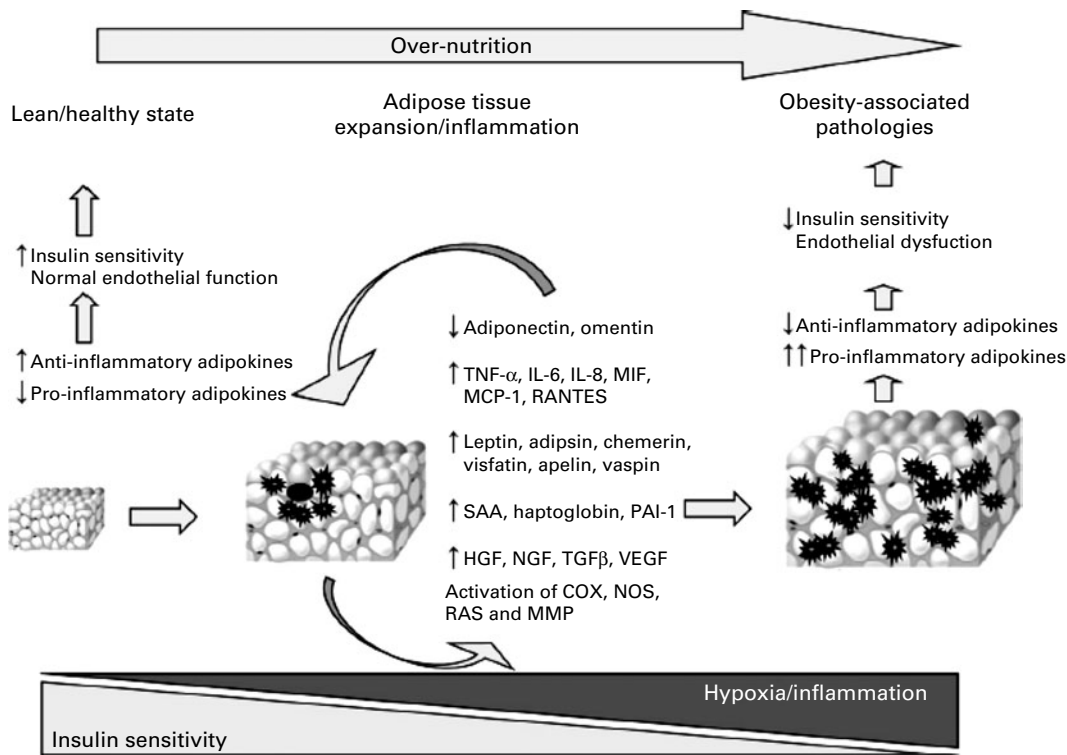 Over-nutrition
Lean/healthy state
Adipose tissue
expansion/inflammation
Obesity-associated
pathologies
↑ Insulin sensitivity
Normal endothelial function
↑ Anti-inflammatory adipokines
↓ Pro-inflammatory adipokines
↓ Adiponectin, omentin
↑ TNF-α, IL-6, IL-8, MIF,
MCP-1, RANTES
↑ Leptin, adipsin, chemerin,
visfatin, apelin, vaspin
↑ SAA, haptoglobin, PAI-1
↑ HGF, NGF, TGFβ, VEGF
Activation of COX, NOS,
RAS and MMP
↓ Insulin sensitivity
Endothelial dysfuction
↓ Anti-inflammatory adipokines
↑↑ Pro-inflammatory adipokines
Hypoxia/inflammation
Insulin sensitivity